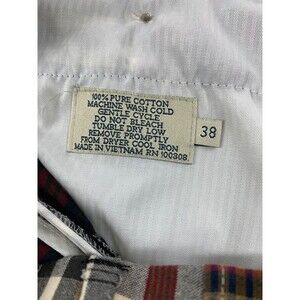 100% PURE COTTON
MACHINE WASH COLD
GENTLE CYCLE
DO NOT BLEACH
TUMBLE DRY LOW
REMOVE PROMPTLY
FROM DRYER COOL IRON
MADE IN VIETNAM RN 100308
38